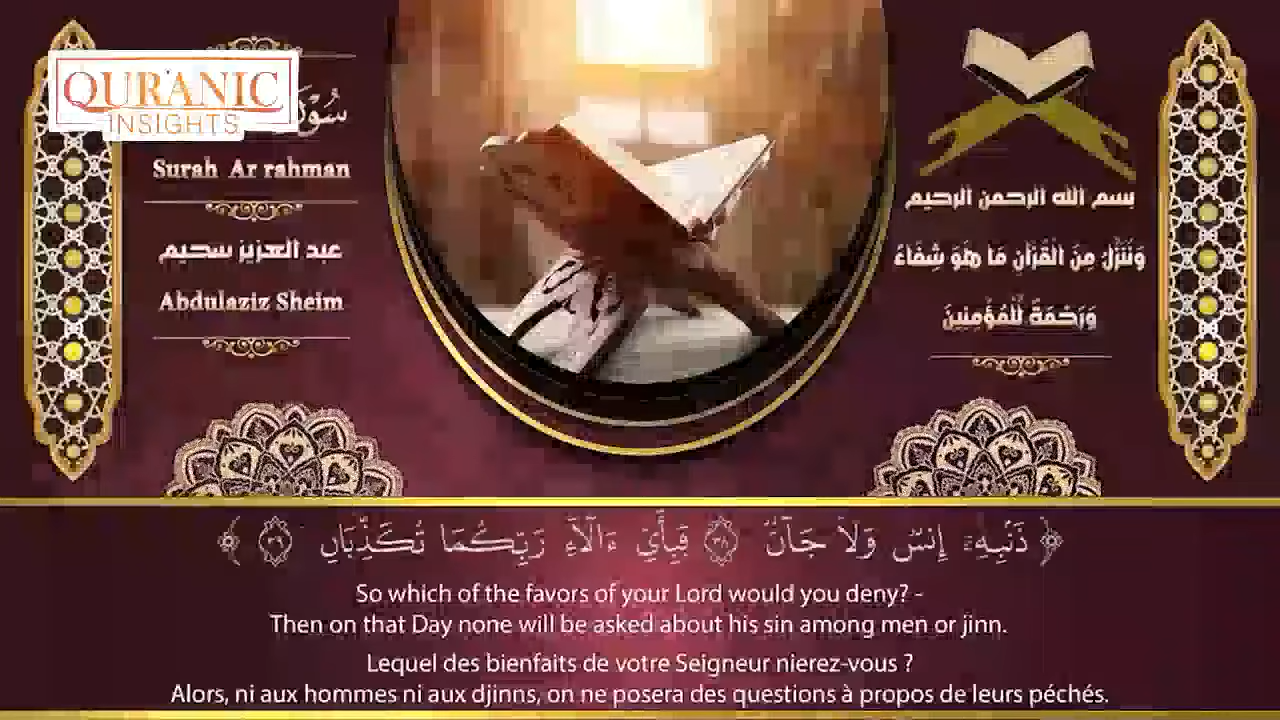 QURANIC
INSIGHTS
Surah Ar rahman
عبد العزيز سحيم
Abdulaziz Sheim
بسم الله الرحمن الرحيم
وَنُنَزِّلُ مِنَ الْقُرْآنِ مَا هُوَ شِفَاءٌ
وَرَحْمَةٌ لِّلْمُؤْمِنِينَ
ذَنۢبِهِۦٓ إِنسٌ وَلَا جَآنٌّ ٣٨ فَبِأَيِّ ءَالَآءِ رَبِّكُمَا تُكَذِّبَانِ ٣٩
So which of the favors of your Lord would you deny? -
Then on that Day none will be asked about his sin among men or jinn.
Lequel des bienfaits de votre Seigneur nierez-vous ?
Alors, ni aux hommes ni aux djinns, on ne posera des questions à propos de leurs péchés.